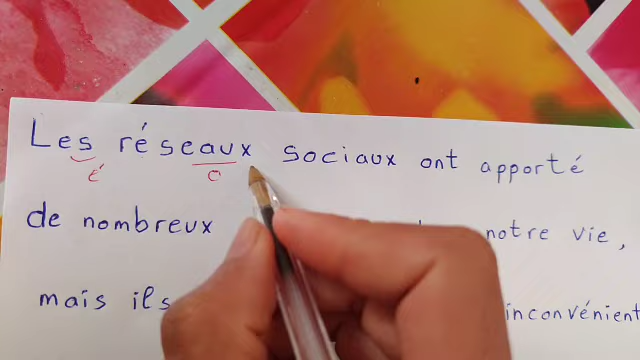 Les réseaux sociaux ont apporté
é o
de nombreux notre vie,
mais ils inconvénient